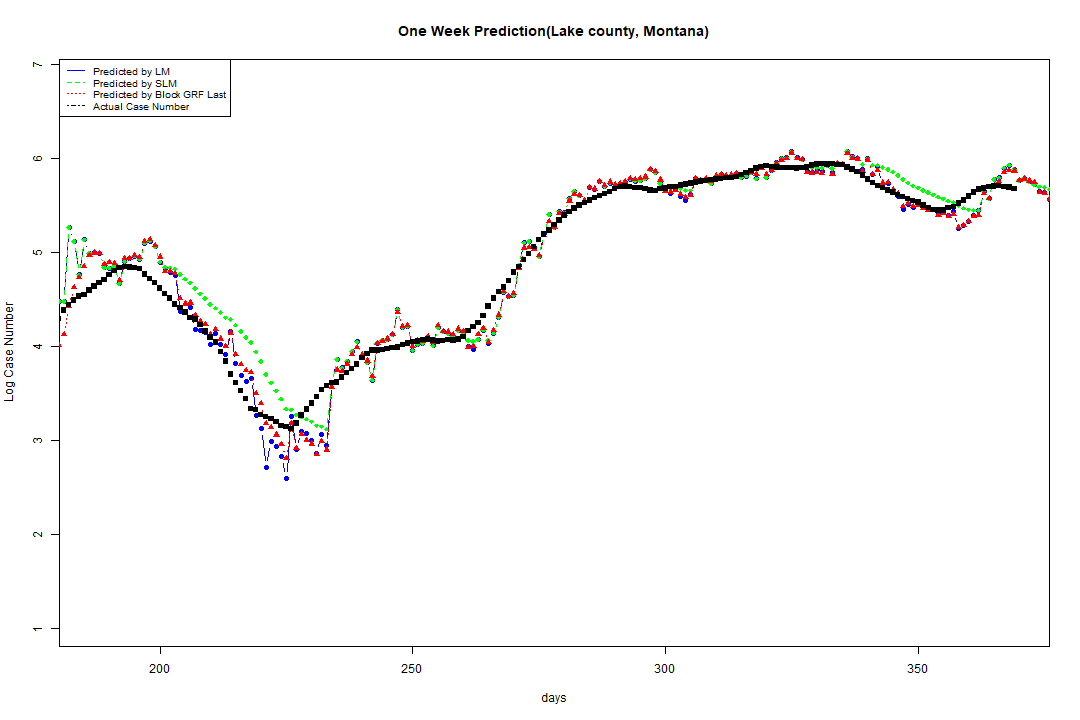 One Week Prediction(Lake county, Montana)
7
Predicted by LM
Predicted by SLM
Predicted by Block GRF Last
Actual Case Number
6
5
4
3
2
1
Log Case Number
200 250 300 350
days